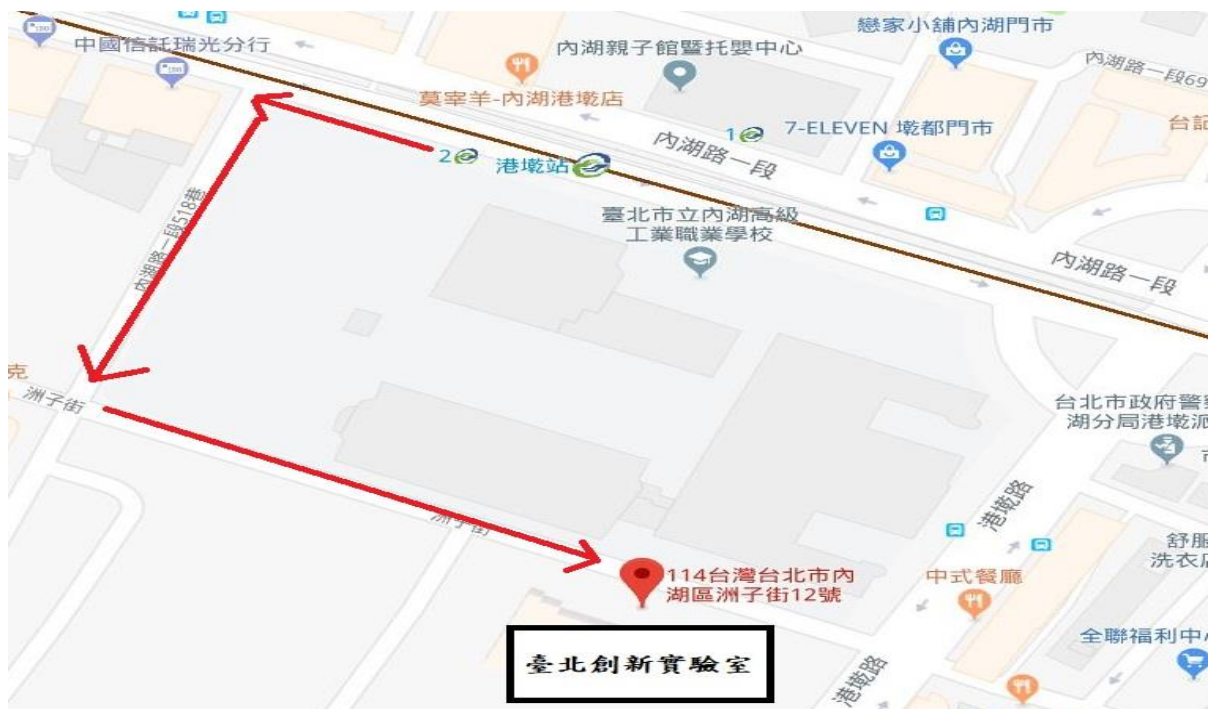 中國信託瑞光分行
內湖親子館暨托嬰中心
戀家小舖內湖門市
內湖路一段69
莫宰羊-內湖港墘店
1
7-ELEVEN 墘都門市
台記
內湖路一段
2
港墘站
臺北市立內湖高級
工業職業學校
內湖路一段518巷
內湖路一段
克
洲子街
台北市政府警察
湖分局港墘派
港墘路
洲子街
舒服
洗衣店
114台灣台北市內
湖區洲子街12號
中式餐廳
全聯福利中心
臺北創新實驗室
港墘路